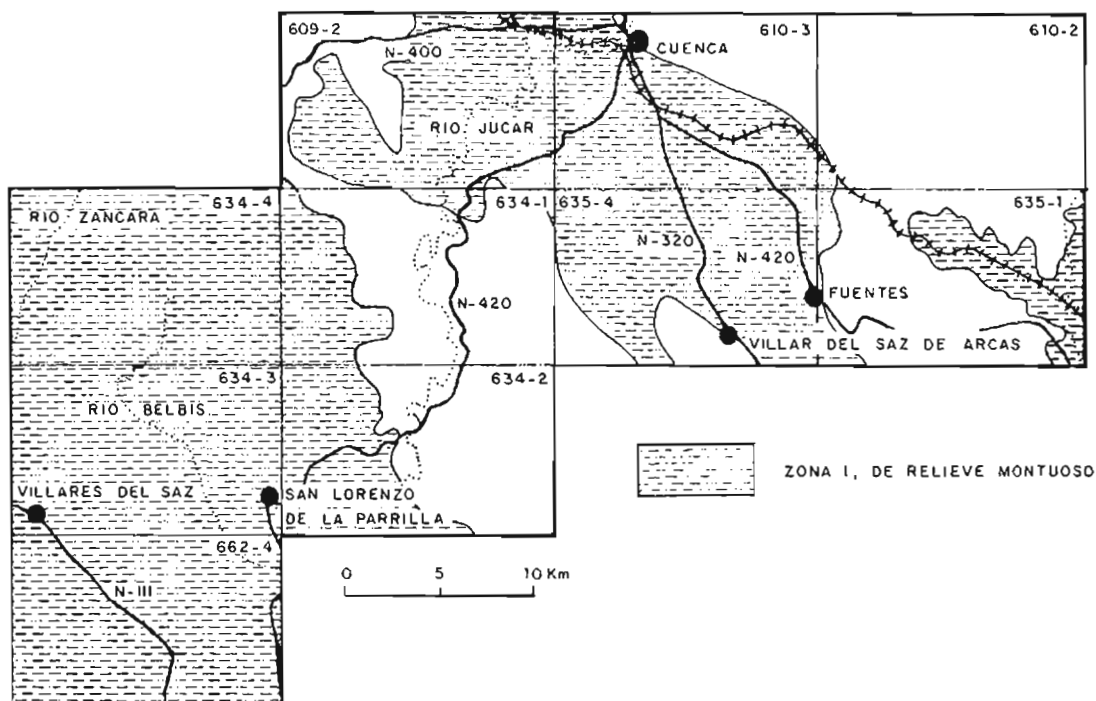 609-2
610-3
610-2
N-400
CUENCA
RIO JUCAR
634-4
634-1
635-4
635-1
RIO ZANCARA
N-320
N-420
N-420
FUENTES
VILLAR DEL SAZ DE ARCAS
634-3
634-2
RIO BELBIS
ZONA I, DE RELIEVE MONTUOSO
VILLARES DEL SAZ
SAN LORENZO
DE LA PARRILLA
662-4
0 5 10 Km
N-III